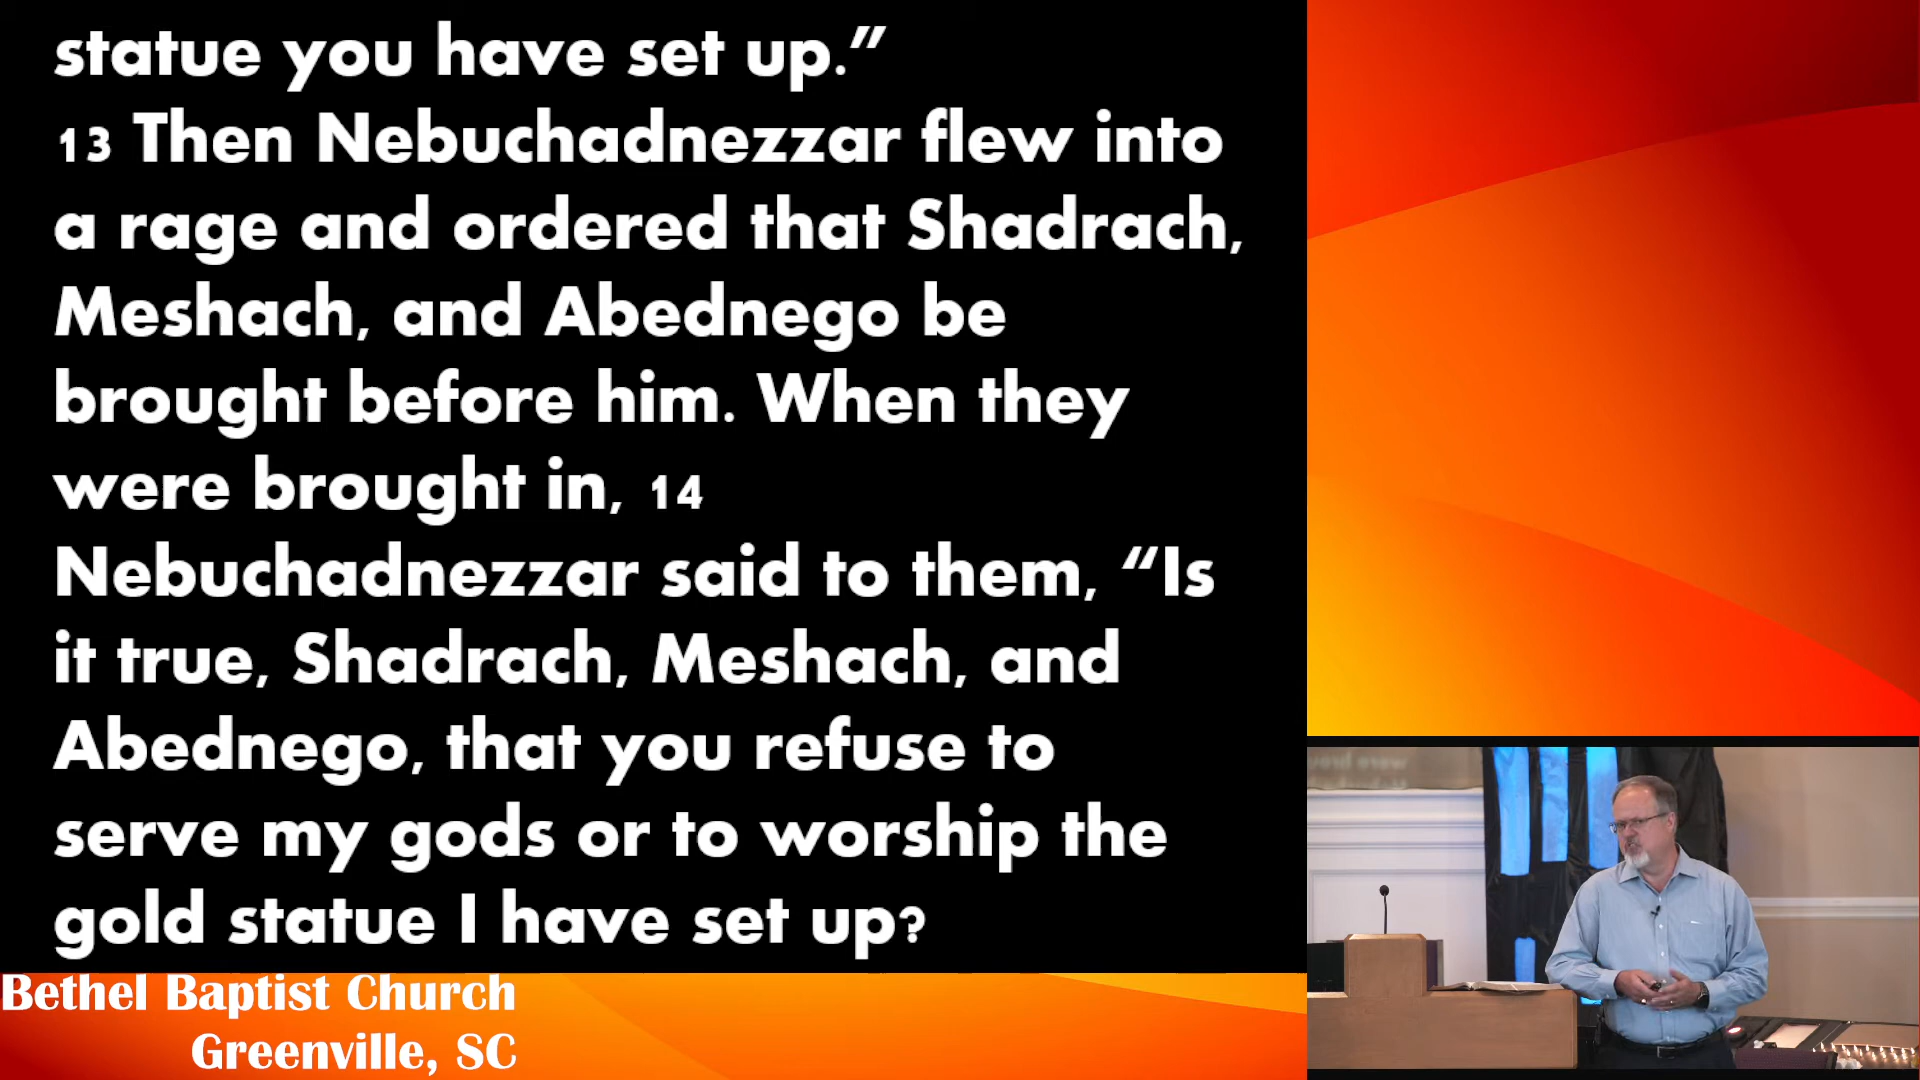 statue you have set up.”
13 Then Nebuchadnezzar flew into
a rage and ordered that Shadrach,
Meshach, and Abednego be
brought before him. When they
were brought in, 14
Nebuchadnezzar said to them, “Is
it true, Shadrach, Meshach, and
Abednego, that you refuse to
serve my gods or to worship the
gold statue I have set up?
Bethel Baptist Church
Greenville, SC